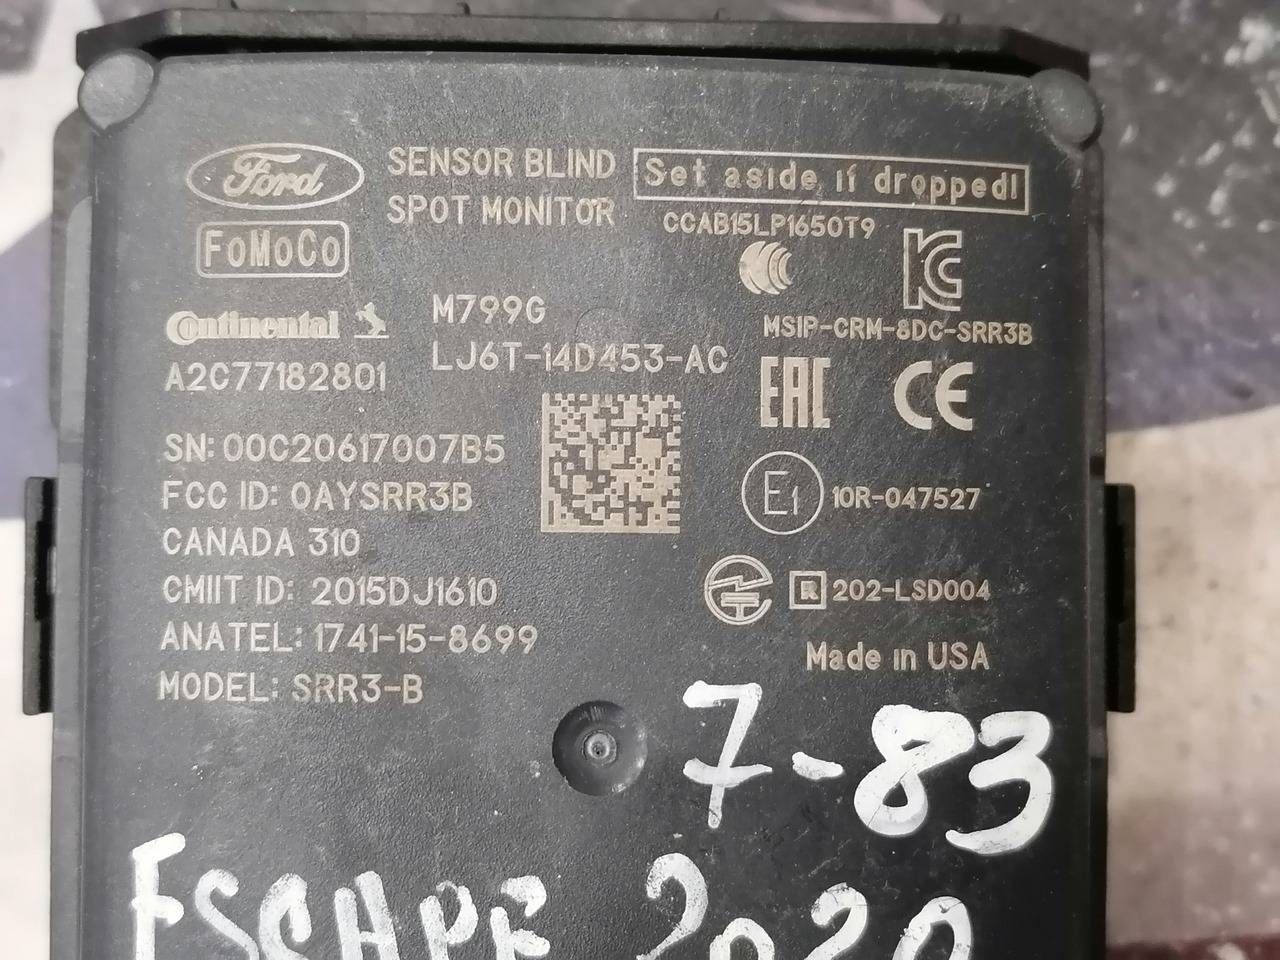 Ford
SENSOR BLIND
SPOT MONITOR
Set aside if dropped!
FoMoCo
CCAB15LP1650T9
Continental
M799G
MSIP-CRM-8DC-SRR3B
A2C77182801
LJ6T-14D453-AC
EAC CE
SN: 00C20617007B5
FCC ID: OAYSRR3B
E1 10R-047527
CANADA 310
CMIIT ID: 2015DJ1610
R 202-LSD004
ANATEL: 1741-15-8699
Made in USA
MODEL: SRR3-B
7-83
ESCAPE 2020